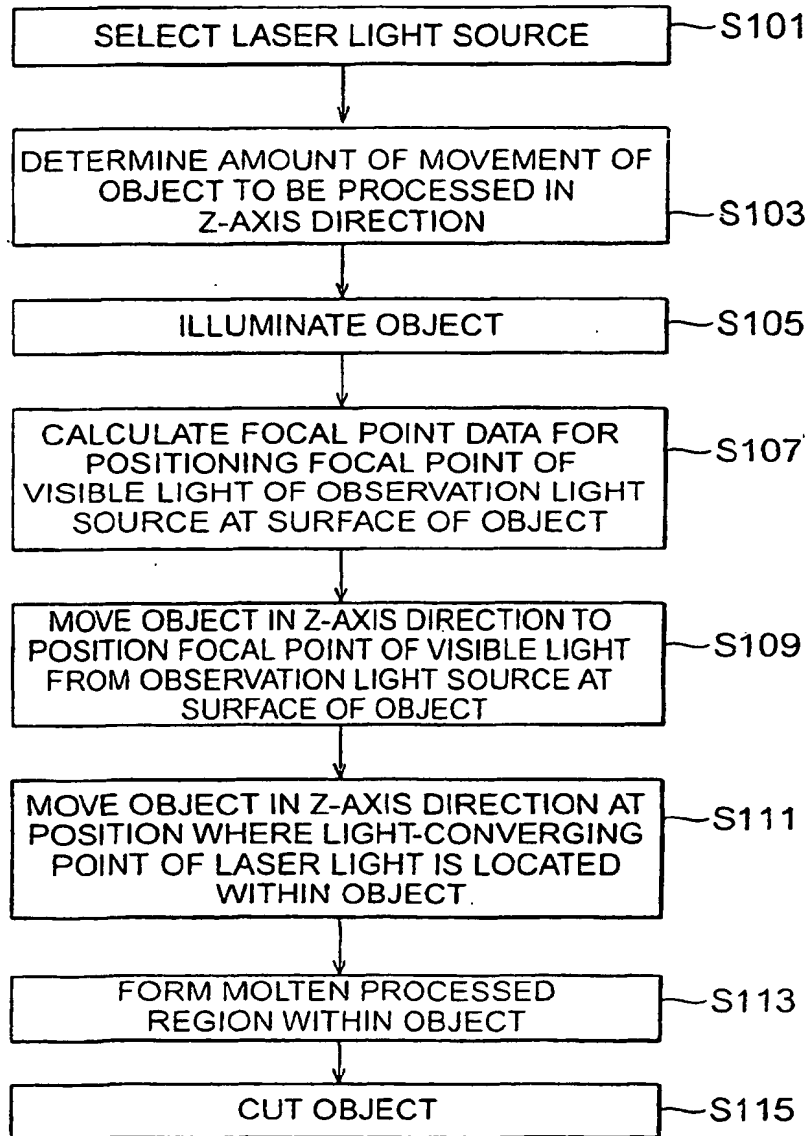 SELECT LASER LIGHT SOURCE
S101
DETERMINE AMOUNT OF MOVEMENT OF
OBJECT TO BE PROCESSED IN
Z-AXIS DIRECTION
S103
ILLUMINATE OBJECT
S105
CALCULATE FOCAL POINT DATA FOR
POSITIONING FOCAL POINT OF
VISIBLE LIGHT OF OBSERVATION LIGHT
SOURCE AT SURFACE OF OBJECT
S107
MOVE OBJECT IN Z-AXIS DIRECTION TO
POSITION FOCAL POINT OF VISIBLE LIGHT
FROM OBSERVATION LIGHT SOURCE AT
SURFACE OF OBJECT
S109
MOVE OBJECT IN Z-AXIS DIRECTION AT
POSITION WHERE LIGHT-CONVERGING
POINT OF LASER LIGHT IS LOCATED
WITHIN OBJECT
S111
FORM MOLTEN PROCESSED
REGION WITHIN OBJECT
S113
CUT OBJECT
S115